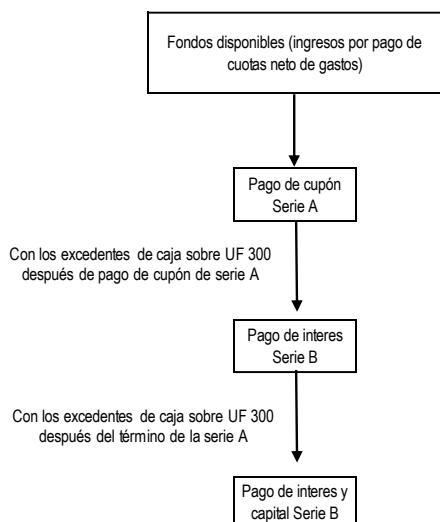 Fondos disponibles (ingresos por pago de
cuotas neto de gastos)
Pago de cupón
Serie A
Con los excedentes de caja sobre UF 300
después de pago de cupón de serie A
Pago de interes
Serie B
Con los excedentes de caja sobre UF 300
después del término de la serie A
Pago de interes y
capital Serie B